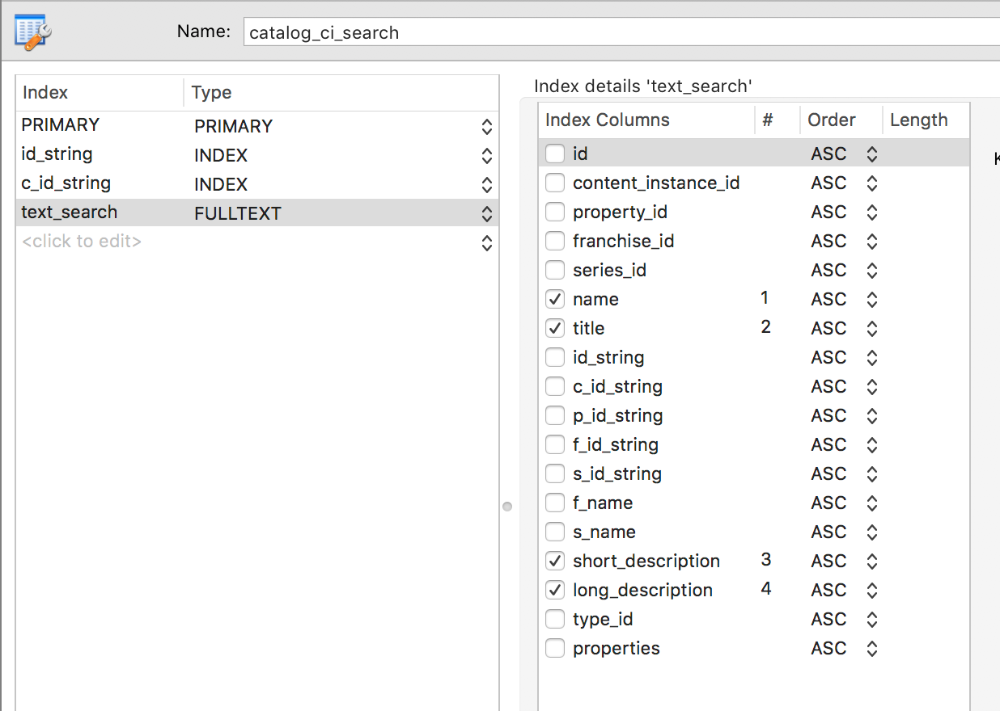 Name: catalog_ci_search
Index Type
PRIMARY PRIMARY
id_string INDEX
c_id_string INDEX
text_search FULLTEXT
<click to edit>
Index details 'text_search'
Index Columns # Order Length
id ASC
content_instance_id ASC
property_id ASC
franchise_id ASC
series_id ASC
name 1 ASC
title 2 ASC
id_string ASC
c_id_string ASC
p_id_string ASC
f_id_string ASC
s_id_string ASC
f_name ASC
s_name ASC
short_description 3 ASC
long_description 4 ASC
type_id ASC
properties ASC